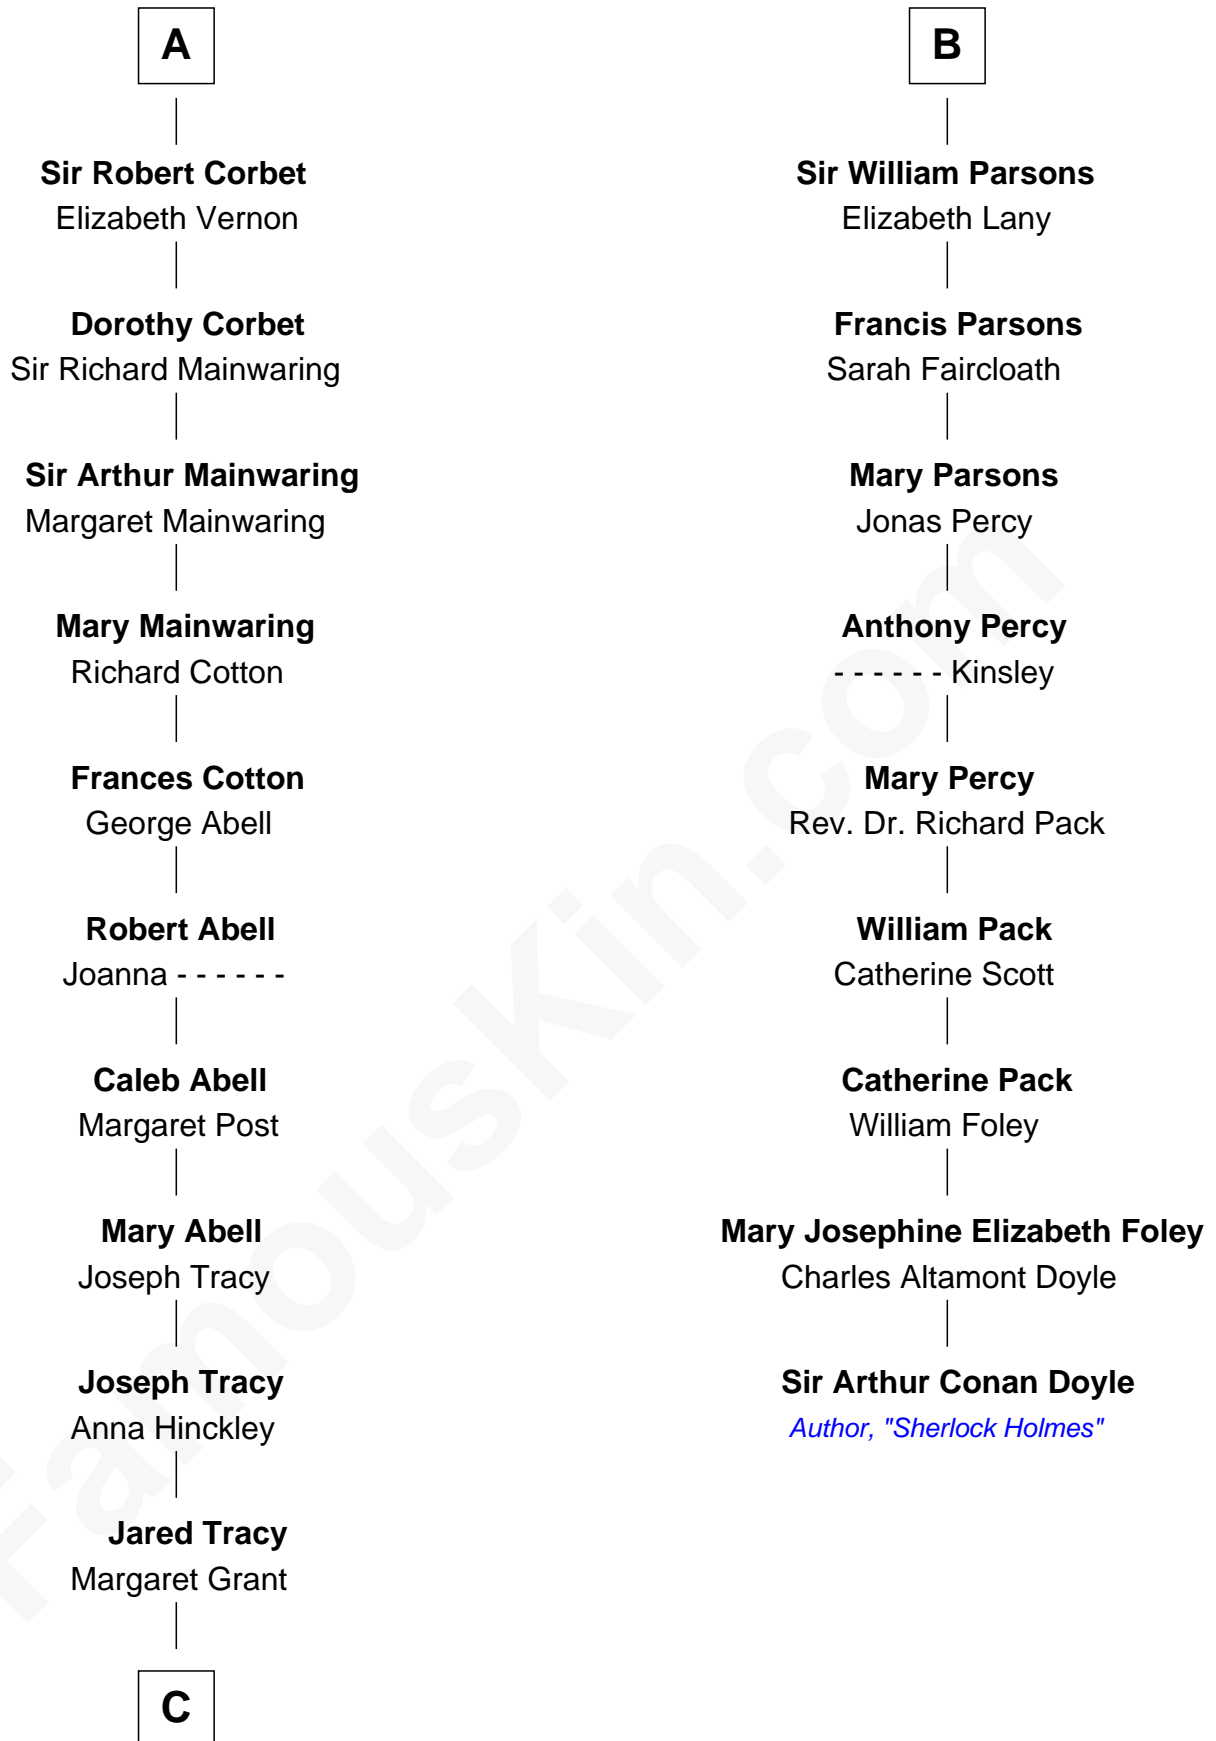 A
Sir Robert Corbet
Elizabeth Vernon
Dorothy Corbet
Sir Richard Mainwaring
Sir Arthur Mainwaring
Margaret Mainwaring
Mary Mainwaring
Richard Cotton
Frances Cotton
George Abell
Robert Abell
Joanna - - - - - -
Caleb Abell
Margaret Post
Mary Abell
Joseph Tracy
Joseph Tracy
Anna Hinckley
Jared Tracy
Margaret Grant
C
B
Sir William Parsons
Elizabeth Lany
Francis Parsons
Sarah Faircloath
Mary Parsons
Jonas Percy
Anthony Percy
- - - - - - Kinsley
Mary Percy
Rev. Dr. Richard Pack
William Pack
Catherine Scott
Catherine Pack
William Foley
Mary Josephine Elizabeth Foley
Charles Altamont Doyle
Sir Arthur Conan Doyle
Author, "Sherlock Holmes"
FamousKin.com